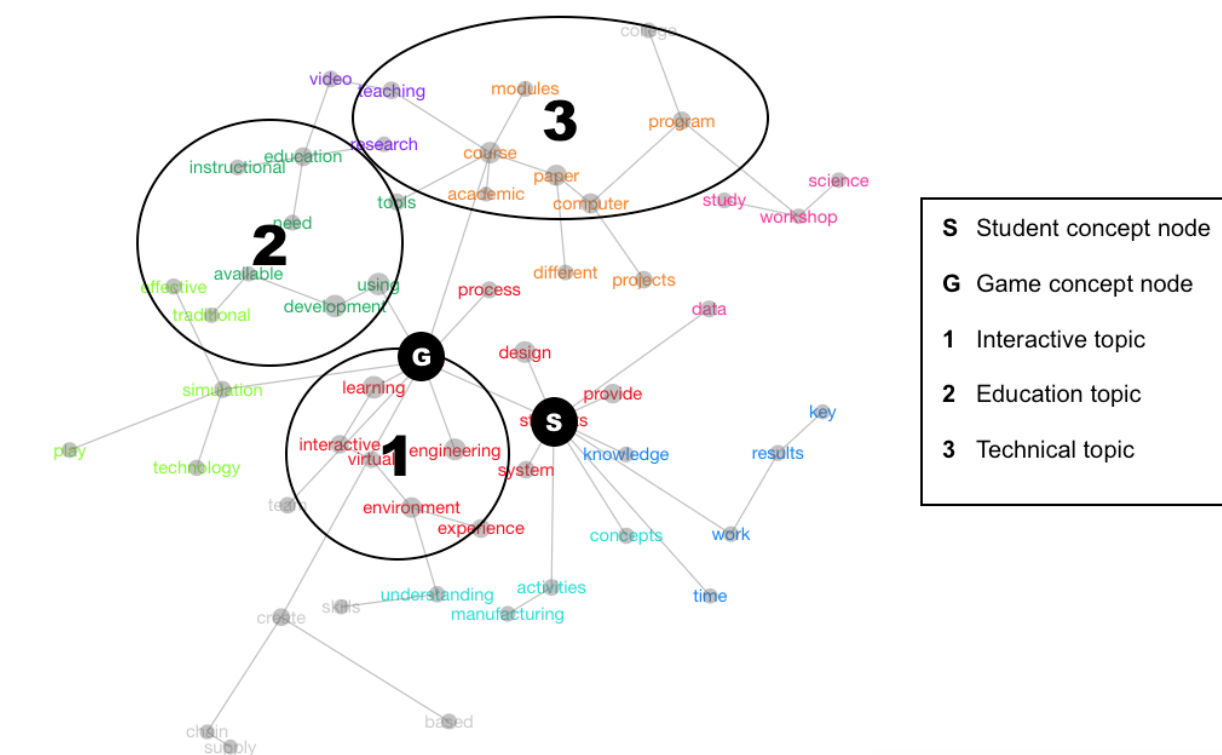 college
video
teaching
modules
3
program
research
course
education
instructional
paper
science
academic
computer
study
tools
workshop
need
2
available
different
projects
effective
using
process
development
traditional
data
G
design
learning
simulation
provide
key
S
interactive
1
engineering
virtual
knowledge
results
play
technology
system
team
environment
experience
concepts
work
activities
understanding
time
skills
manufacturing
create
based
chain
supply
S Student concept node
G Game concept node
1 Interactive topic
2 Education topic
3 Technical topic